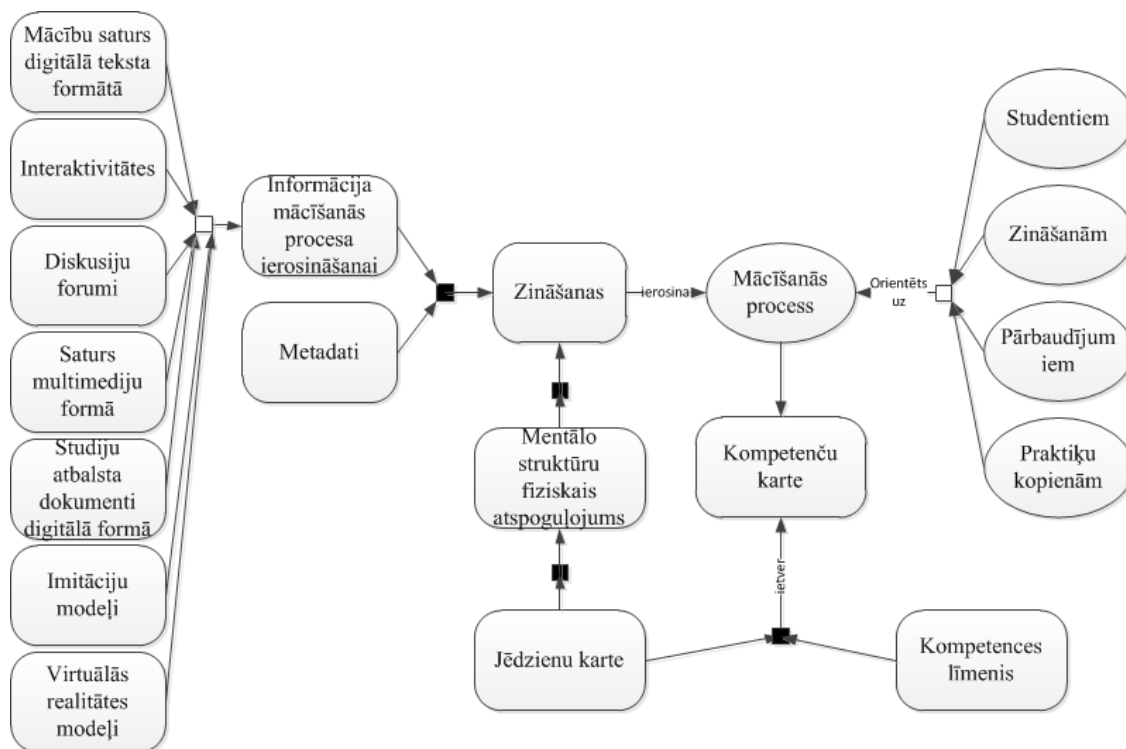 Mācību saturs
digitālā teksta
formātā
Interaktivitātes
Diskusiju
forumi
Saturs
multimediju
formā
Studiju
atbalsta
dokumenti
digitālā formā
Imitāciju
modeļi
Virtuālās
realitātes
modeļi
Informācija
mācīšanās
procesa
ierosināšanai
Metadati
Zināšanas
ierosina
Mācīšanās
process
Orientēts
uz
Studentiem
Zināšanām
Pārbaudījum
iem
Praktiķu
kopienām
Mentālo
struktūru
fiziskais
atspoguļojums
Kompetenču
karte
ietver
Jēdzienu karte
Kompetences
līmenis